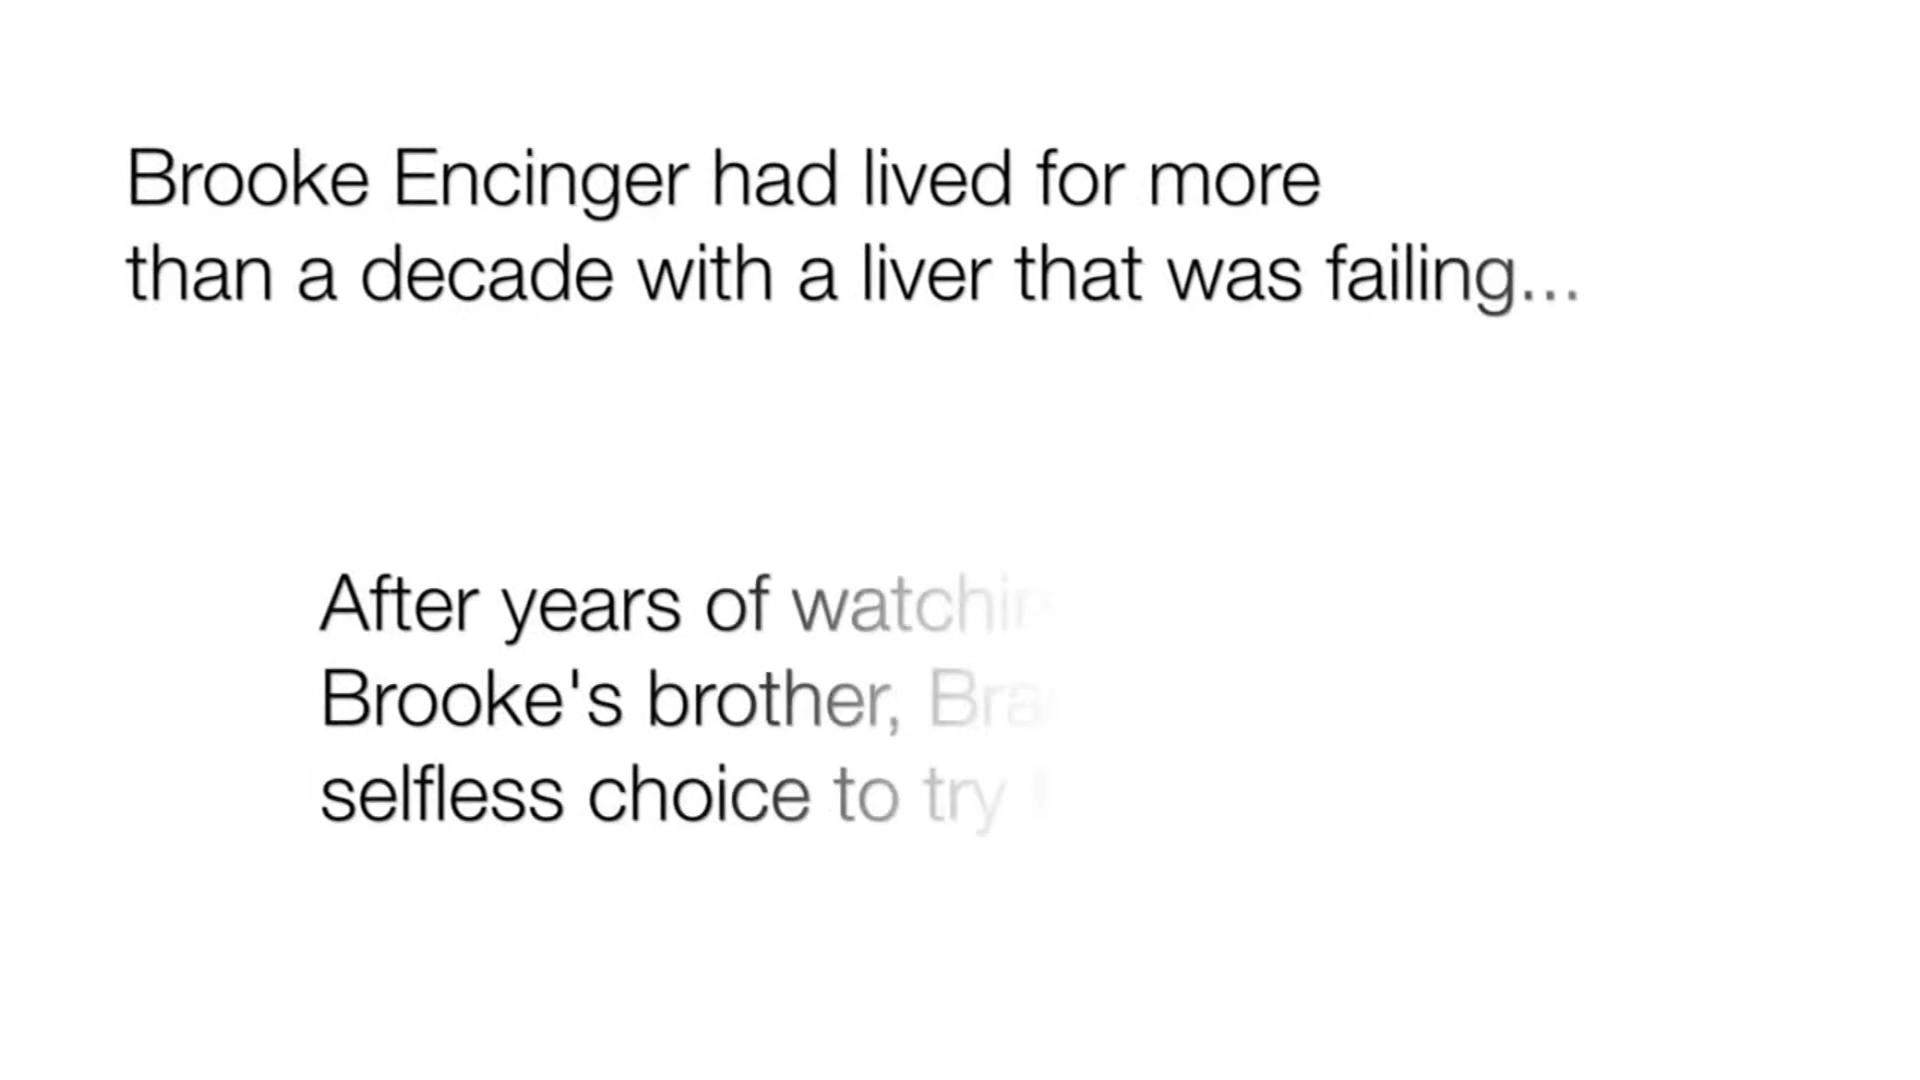 Brooke Encinger had lived for more
than a decade with a liver that was failing...
After years of
Brooke's brother,
selfless choice to try